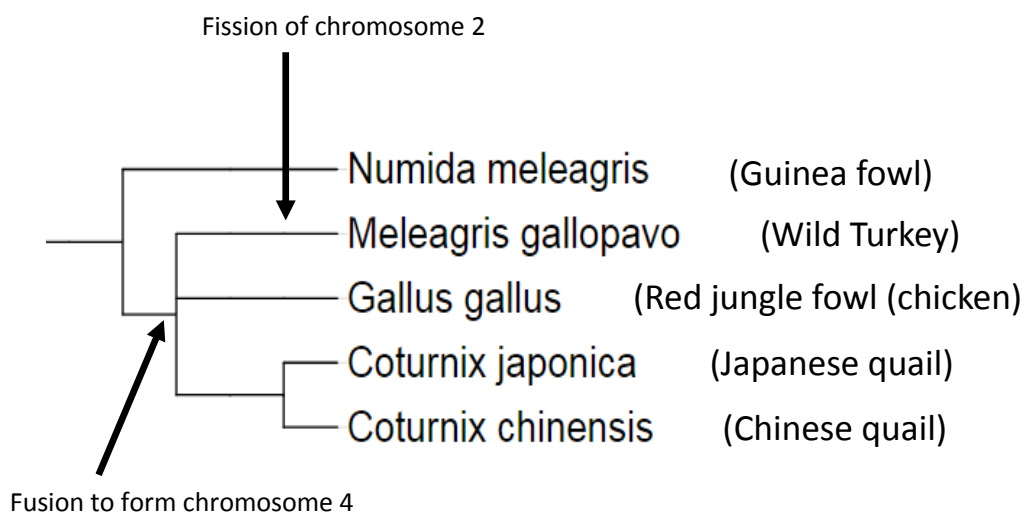 Fission of chromosome 2
Numida meleagris (Guinea fowl)
Meleagris gallopavo (Wild Turkey)
Gallus gallus (Red jungle fowl (chicken)
Coturnix japonica (Japanese quail)
Coturnix chinensis (Chinese quail)
Fusion to form chromosome 4